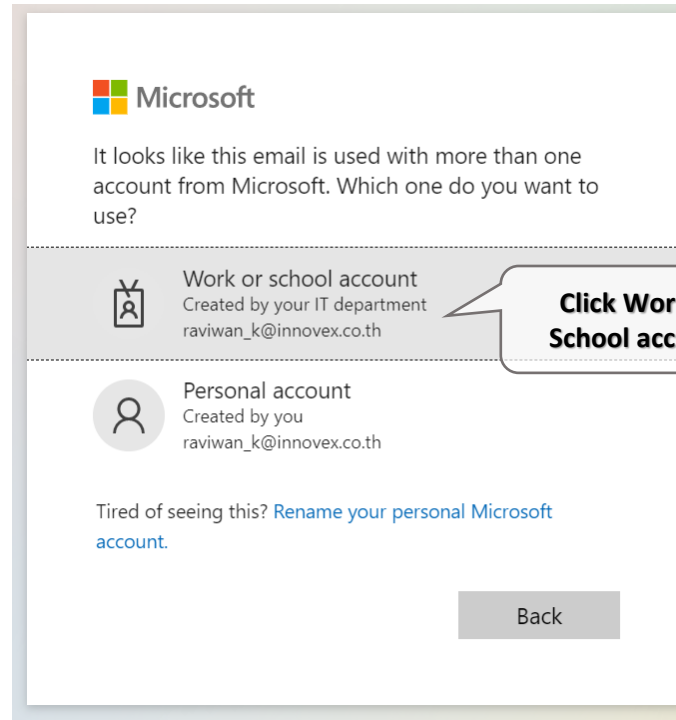 Microsoft
It looks like this email is used with more than one
account from Microsoft. Which one do you want to
use?
Work or school account
Created by your IT department
raviwan_k@innovex.co.th
Click
School
Personal account
Created by you
raviwan_k@innovex.co.th
Tired of seeing this? Rename your personal Microsoft
account.
Back